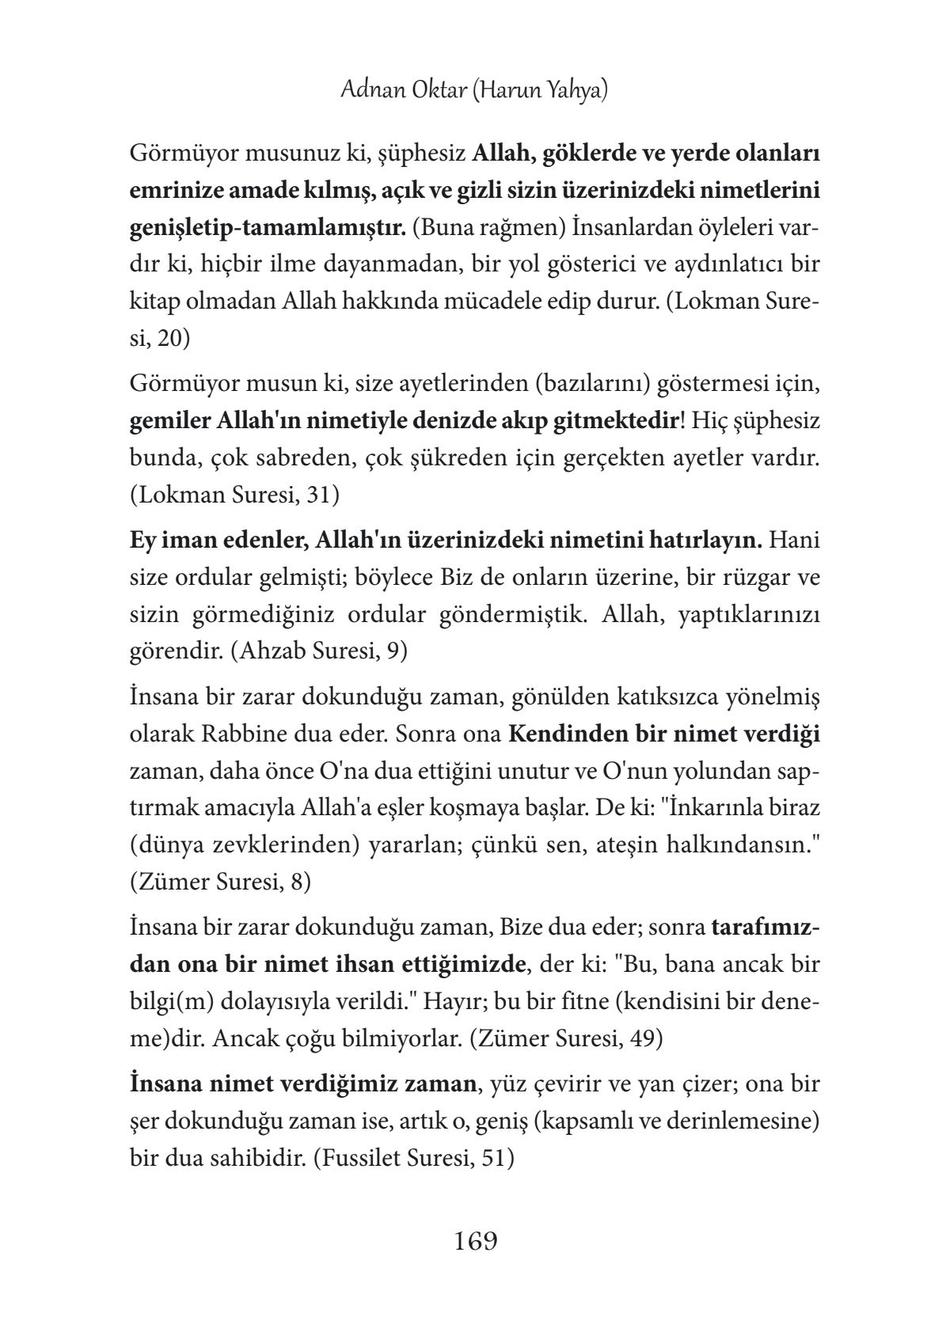 Adnan Oktar (Harun Yahya)
Görmüyor musunuz ki, şüphesiz Allah, göklerde ve yerde olanları
emrinize amade kılmış, açık ve gizli sizin üzerinizdeki nimetlerini
genişletip-tamamlamıştır. (Buna rağmen) İnsanlardan öyleleri var-
dır ki, hiçbir ilme dayanmadan, bir yol gösterici ve aydınlatıcı bir
kitap olmadan Allah hakkında mücadele edip durur. (Lokman Sure-
si, 20)
Görmüyor musun ki, size ayetlerinden (bazılarını) göstermesi için,
gemiler Allah'ın nimetiyle denizde akıp gitmektedir! Hiç şüphesiz
bunda, çok sabreden, çok şükreden için gerçekten ayetler vardır.
(Lokman Suresi, 31)
Ey iman edenler, Allah'ın üzerinizdeki nimetini hatırlayın. Hani
size ordular gelmişti; böylece Biz de onların üzerine, bir rüzgar ve
sizin görmediğiniz ordular göndermiştik. Allah, yaptıklarınızı
görendir. (Ahzab Suresi, 9)
İnsana bir zarar dokunduğu zaman, gönülden katıksızca yönelmiş
olarak Rabbine dua eder. Sonra ona Kendinden bir nimet verdiği
zaman, daha önce O'na dua ettiğini unutur ve O'nun yolundan sap-
tırmak amacıyla Allah'a eşler koşmaya başlar. De ki: "İnkarınla biraz
(dünya zevklerinden) yararlan; çünkü sen, ateşin halkındansın."
(Zümer Suresi, 8)
İnsana bir zarar dokunduğu zaman, Bize dua eder; sonra tarafımız-
dan ona bir nimet ihsan ettiğimizde, der ki: "Bu, bana ancak bir
bilgi(m) dolayısıyla verildi." Hayır; bu bir fitne (kendisini bir dene-
me)dir. Ancak çoğu bilmiyorlar. (Zümer Suresi, 49)
İnsana nimet verdiğimiz zaman, yüz çevirir ve yan çizer; ona bir
şer dokunduğu zaman ise, artık o, geniş (kapsamlı ve derinlemesine)
bir dua sahibidir. (Fussilet Suresi, 51)
169